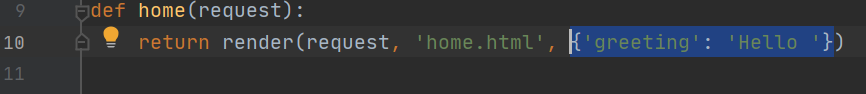 9 def home(request):
10 return render(request, 'home.html', {'greeting': 'Hello '})
11